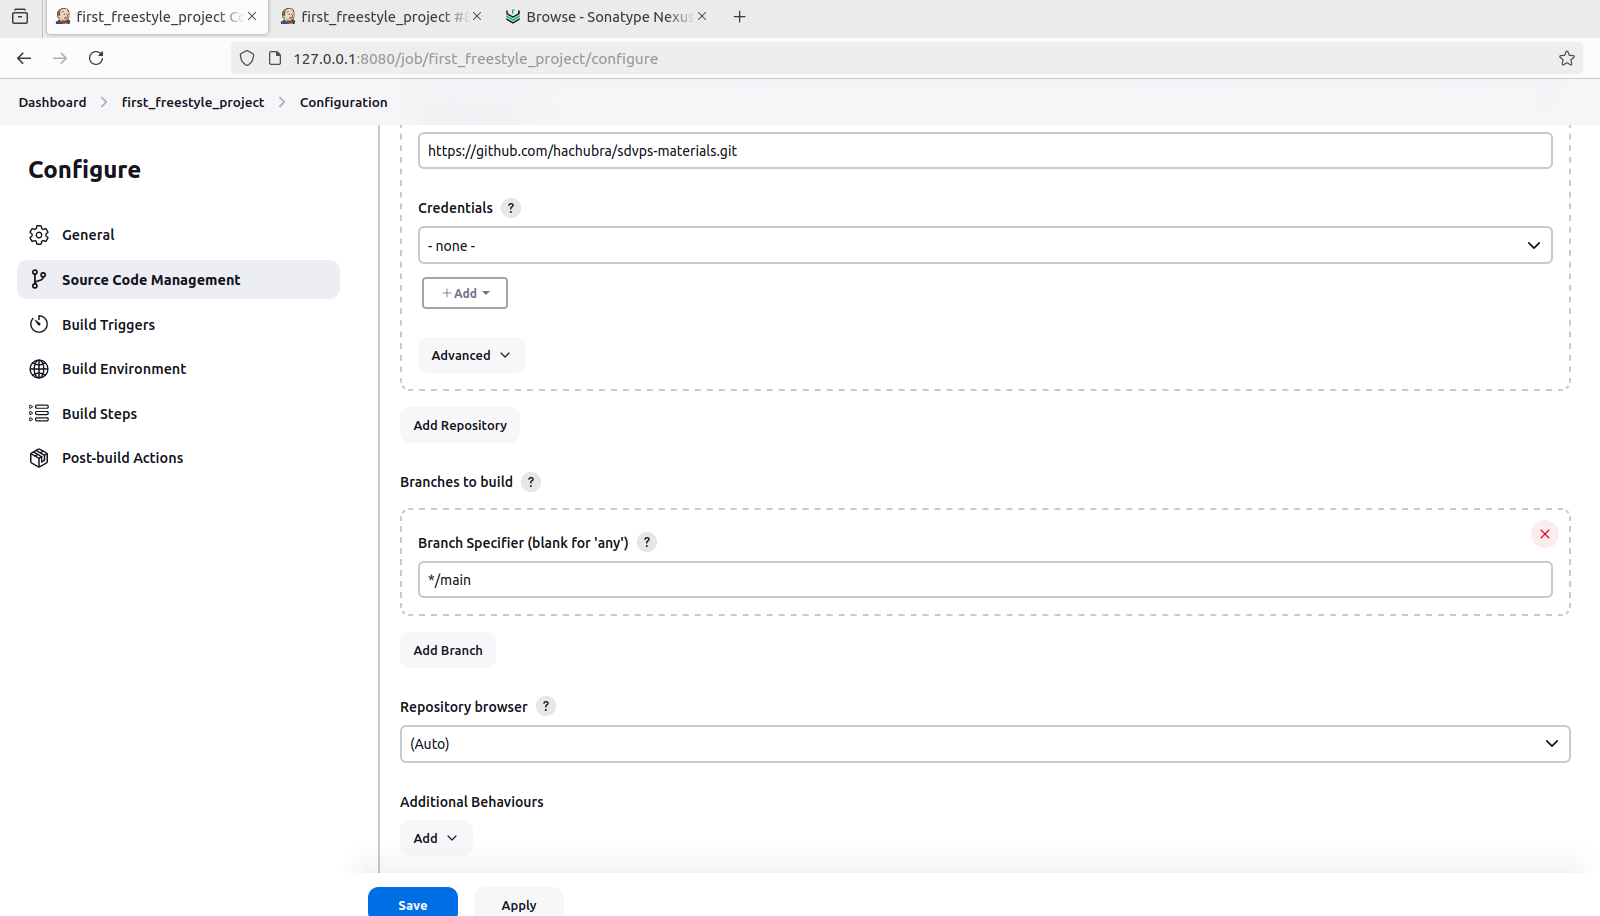 first_freestyle_project Co
first_freestyle_project #
Browse - Sonatype Nexus
127.0.0.1:8080/job/first_freestyle_project/configure
Dashboard
first_freestyle_project
Configuration
Configure
General
Source Code Management
Build Triggers
Build Environment
Build Steps
Post-build Actions
https://github.com/hachubra/sdvps-materials.git
Credentials ?
- none -
+ Add
Advanced
Add Repository
Branches to build ?
Branch Specifier (blank for 'any') ?
*/main
Add Branch
Repository browser ?
(Auto)
Additional Behaviours
Add
Save
Apply